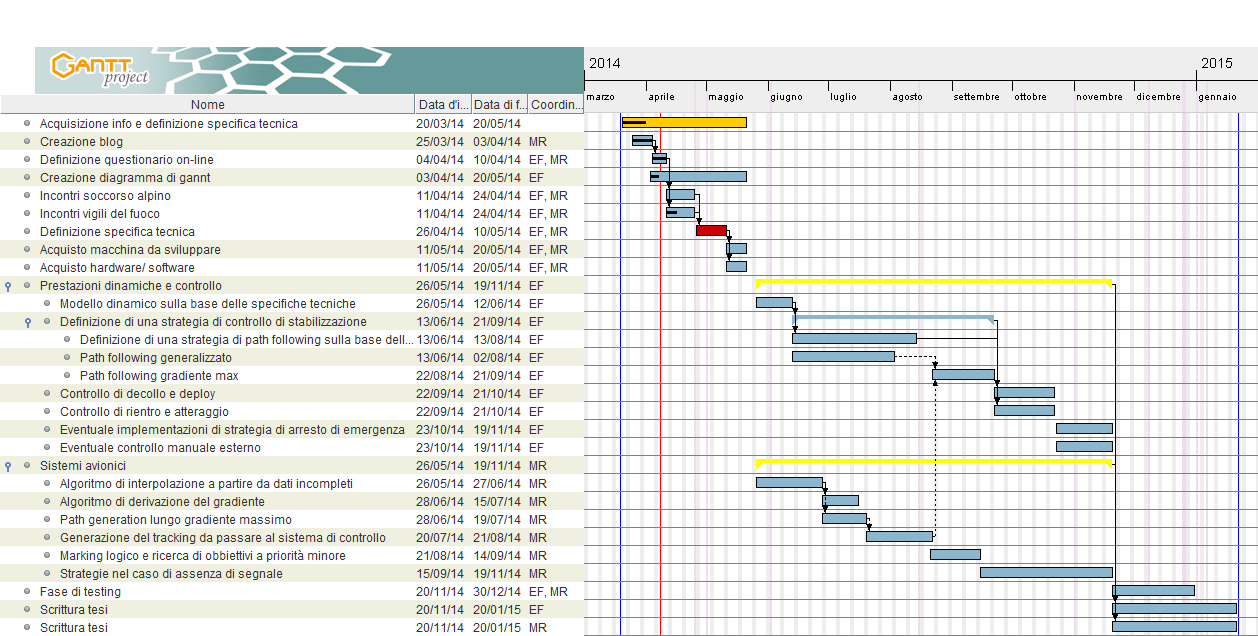 GANTT project
2014 2015
marzo aprile maggio giugno luglio agosto settembre ottobre novembre dicembre gennaio
Nome Data d'i... Data di f... Coordin...
Acquisizione info e definizione specifica tecnica 20/03/14 20/05/14
Creazione blog 25/03/14 03/04/14 MR
Definizione questionario on-line 04/04/14 10/04/14 EF, MR
Creazione diagramma di gannt 03/04/14 20/05/14 EF
Incontri soccorso alpino 11/04/14 24/04/14 EF, MR
Incontri vigili del fuoco 11/04/14 24/04/14 EF, MR
Definizione specifica tecnica 26/04/14 10/05/14 EF, MR
Acquisto macchina da sviluppare 11/05/14 20/05/14 EF, MR
Acquisto hardware/ software 11/05/14 20/05/14 EF, MR
Prestazioni dinamiche e controllo 26/05/14 19/11/14 EF
Modello dinamico sulla base delle specifiche tecniche 26/05/14 12/06/14 EF
Definizione di una strategia di controllo di stabilizzazione 13/06/14 21/09/14 EF
Definizione di una strategia di path following sulla base dell... 13/06/14 13/08/14 EF
Path following generalizzato 13/06/14 02/08/14 EF
Path following gradiente max 22/08/14 21/09/14 EF
Controllo di decollo e deploy 22/09/14 21/10/14 EF
Controllo di rientro e atteraggio 22/09/14 21/10/14 EF
Eventuale implementazioni di strategia di arresto di emergenza 23/10/14 19/11/14 EF
Eventuale controllo manuale esterno 23/10/14 19/11/14 EF
Sistemi avionici 26/05/14 19/11/14 MR
Algoritmo di interpolazione a partire da dati incompleti 26/05/14 27/06/14 MR
Algoritmo di derivazione del gradiente 28/06/14 15/07/14 MR
Path generation lungo gradiente massimo 28/06/14 19/07/14 MR
Generazione del tracking da passare al sistema di controllo 20/07/14 21/08/14 MR
Marking logico e ricerca di obbiettivi a priorità minore 21/08/14 14/09/14 MR
Strategie nel caso di assenza di segnale 15/09/14 19/11/14 MR
Fase di testing 20/11/14 30/12/14 EF, MR
Scrittura tesi 20/11/14 20/01/15 EF
Scrittura tesi 20/11/14 20/01/15 MR